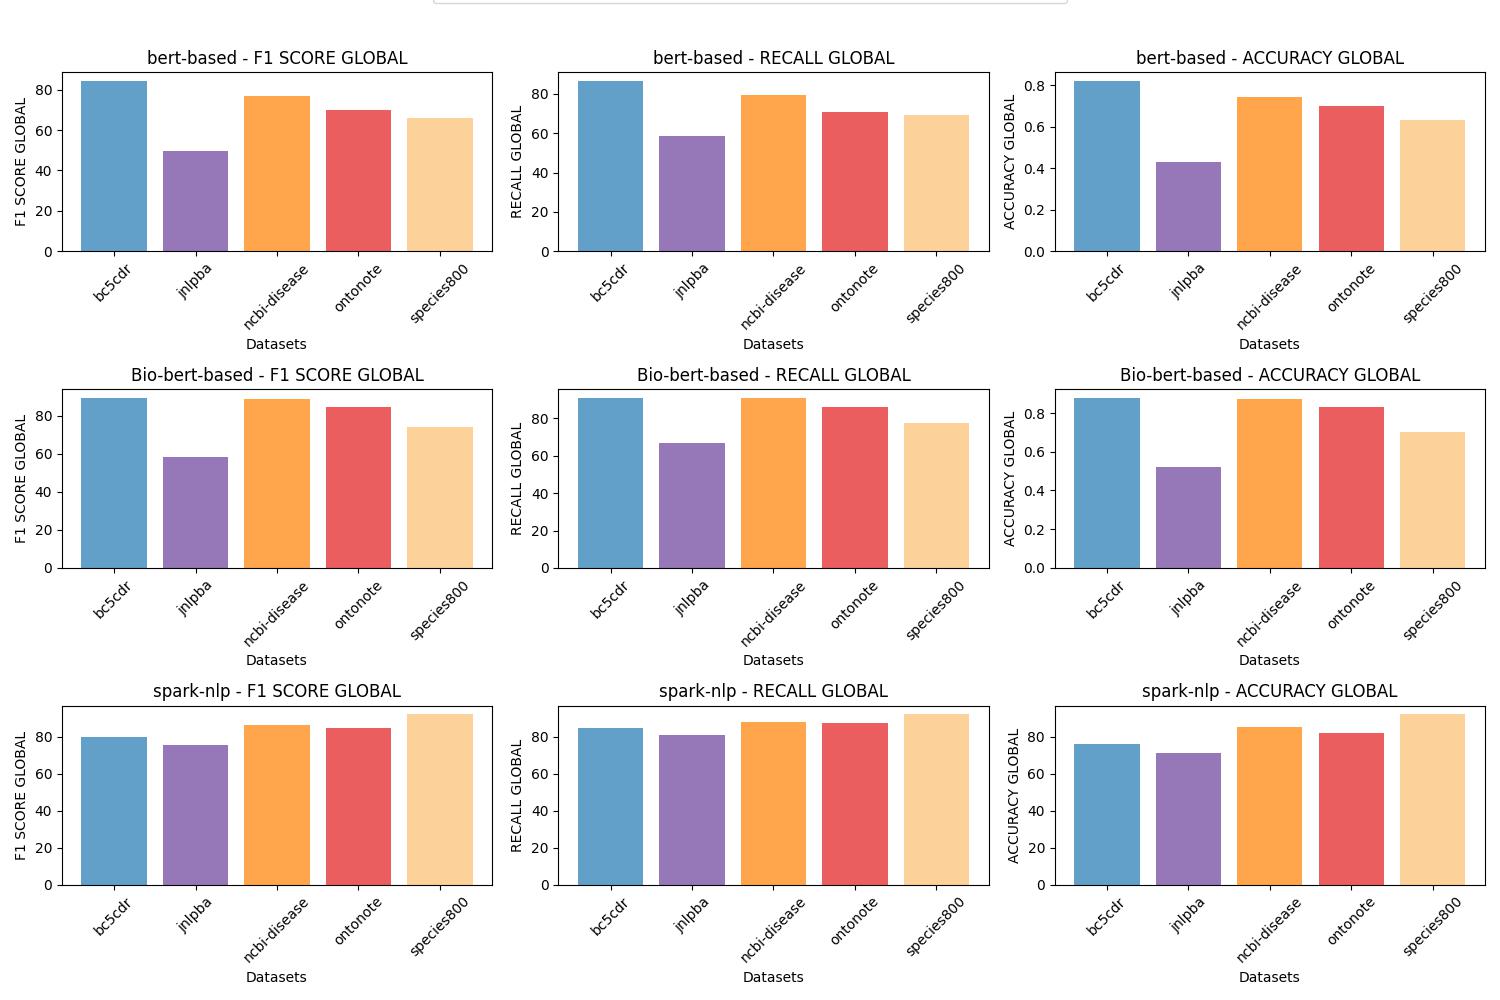 bert-based - F1 SCORE GLOBAL
F1 SCORE GLOBAL
80
60
40
20
0
bc5cdr
jnlpba
ncbi-disease
ontonote
species800
Datasets
bert-based - RECALL GLOBAL
RECALL GLOBAL
80
60
40
20
0
bc5cdr
jnlpba
ncbi-disease
ontonote
species800
Datasets
bert-based - ACCURACY GLOBAL
ACCURACY GLOBAL
0.8
0.6
0.4
0.2
0.0
bc5cdr
jnlpba
ncbi-disease
ontonote
species800
Datasets
Bio-bert-based - F1 SCORE GLOBAL
F1 SCORE GLOBAL
80
60
40
20
0
bc5cdr
jnlpba
ncbi-disease
ontonote
species800
Datasets
Bio-bert-based - RECALL GLOBAL
RECALL GLOBAL
80
60
40
20
0
bc5cdr
jnlpba
ncbi-disease
ontonote
species800
Datasets
Bio-bert-based - ACCURACY GLOBAL
ACCURACY GLOBAL
0.8
0.6
0.4
0.2
0.0
bc5cdr
jnlpba
ncbi-disease
ontonote
species800
Datasets
spark-nlp - F1 SCORE GLOBAL
F1 SCORE GLOBAL
80
60
40
20
0
bc5cdr
jnlpba
ncbi-disease
ontonote
species800
Datasets
spark-nlp - RECALL GLOBAL
RECALL GLOBAL
80
60
40
20
0
bc5cdr
jnlpba
ncbi-disease
ontonote
species800
Datasets
spark-nlp - ACCURACY GLOBAL
ACCURACY GLOBAL
80
60
40
20
0
bc5cdr
jnlpba
ncbi-disease
ontonote
species800
Datasets